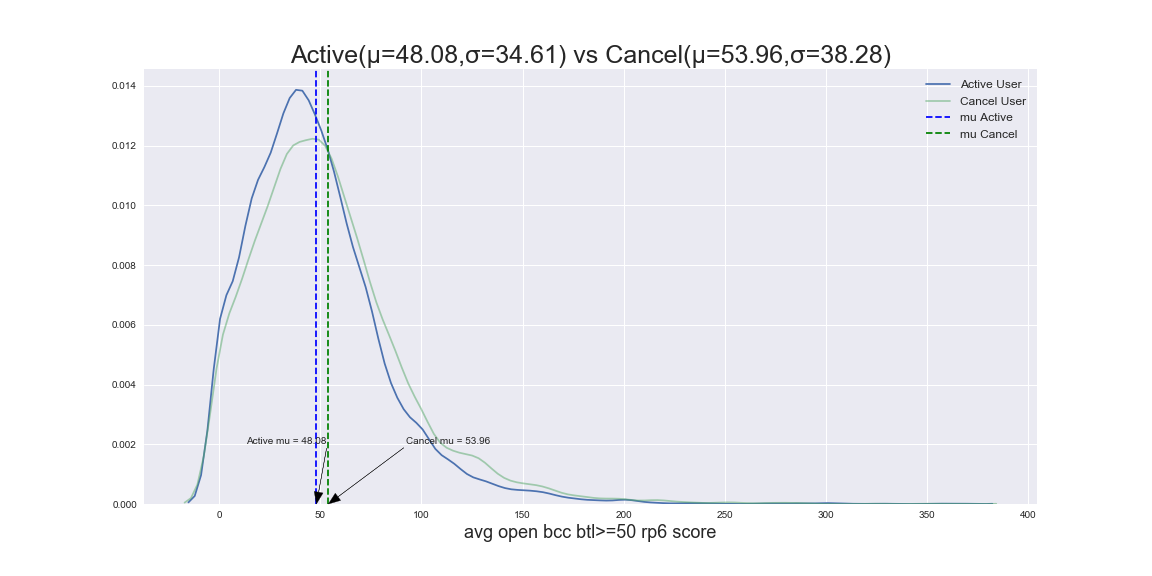 Active(μ=48.08,σ=34.61) vs Cancel(μ=53.96,σ=38.28)
Active User
Cancel User
mu Active
mu Cancel
0.014
0.012
0.010
0.008
0.006
0.004
0.002
0.000
Active mu = 48.08
Cancel mu = 53.96
0 50 100 150 200 250 300 350 400
avg open bcc btl>=50 rp6 score